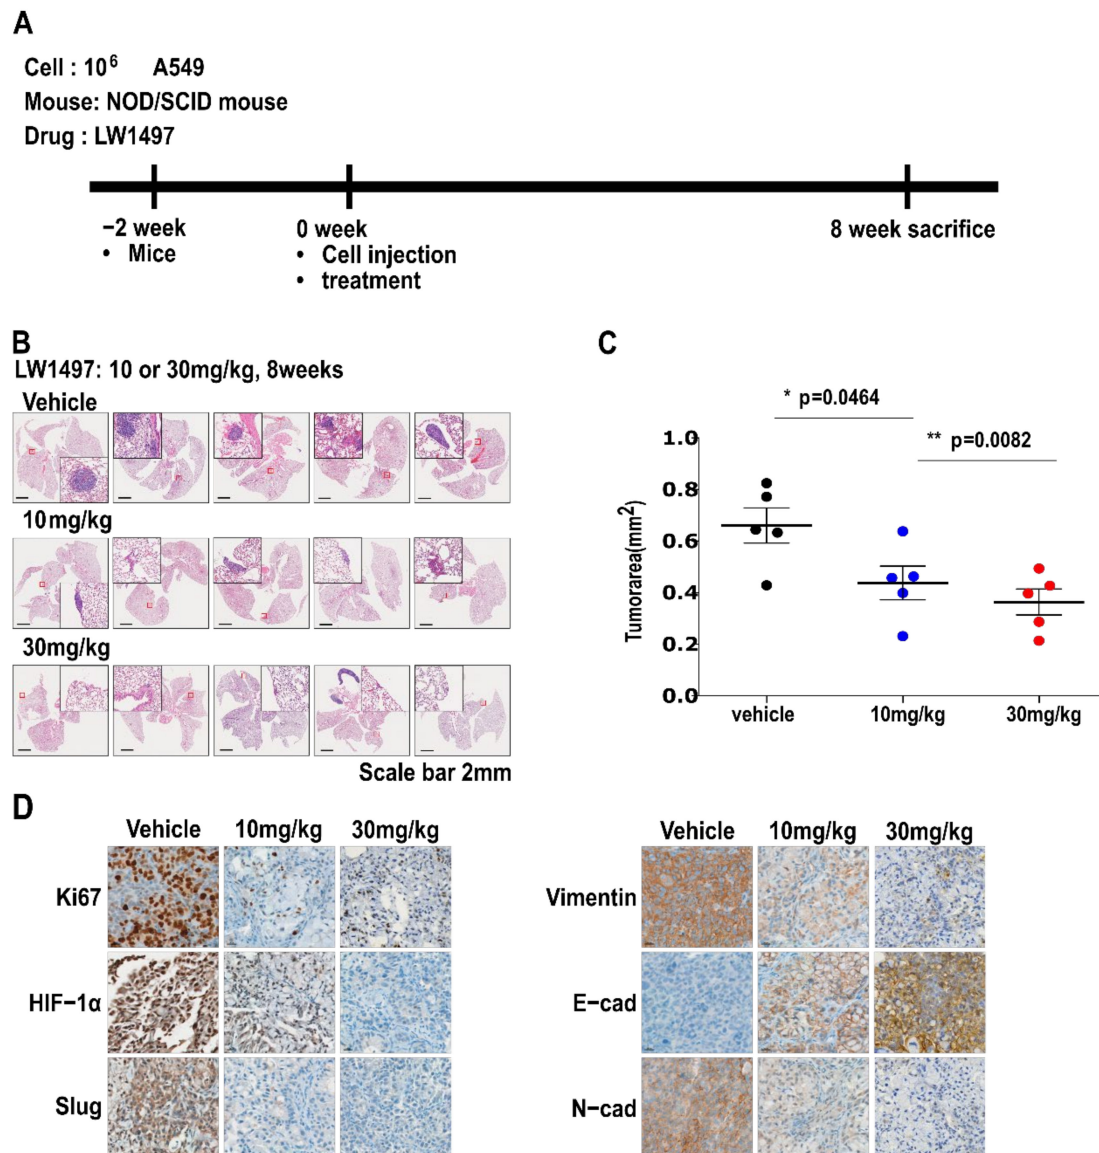 A
Cell : 10⁶ A549
Mouse: NOD/SCID mouse
Drug : LW1497
−2 week
• Mice
0 week
• Cell injection
• treatment
8 week sacrifice
B
LW1497: 10 or 30mg/kg, 8weeks
Vehicle
10mg/kg
30mg/kg
Scale bar 2mm
C
* p=0.0464
** p=0.0082
Tumorarea(mm²)
1.0
0.8
0.6
0.4
0.2
0.0
vehicle 10mg/kg 30mg/kg
D
Vehicle 10mg/kg 30mg/kg
Ki67
HIF−1α
Slug
Vehicle 10mg/kg 30mg/kg
Vimentin
E−cad
N−cad